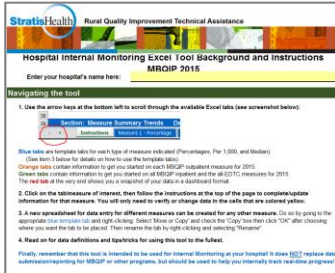 StratisHealth Rural Quality Improvement Technical Assistance
Hospital Internal Monitoring Excel Tool Background and Instructions
MBQIP 2015
Enter your hospital's name here:
Navigating the tool
1. Use the arrow keys at the bottom left to scroll through the available Excel tabs (see screenshot below):
Section: Measure Summary Trends
Instructions Measure 1 - Percentage
Blue tabs are template tabs for each type of measure indicated (Percentages, Per 1,000, and Median)
(See item 3 below for details on how to use the template tabs)
Orange tabs contain information to get you started on each MBQIP outpatient measure for 2015.
Green tabs contain information to get you started on all MBQIP inpatient and the all EDTC measures for 2015.
The red tab at the very end shows you a snapshot of your data in a dashboard format.
2. Click on the tab/measure of interest, then follow the instructions at the top of the page to complete/update
information for that measure. You will only need to verify or change data in the cells that are colored yellow.
3. A new spreadsheet for data entry for different measures can be created for any other measure. Do so by going to the
appropriate blue template tab and right-clicking. Select 'Move or Copy' and check the 'Copy' box then click "OK" after choosing
where you want the tab to be placed. Then rename the tab by right-clicking and selecting "Rename".
4. Read on for data definitions and tips/tricks for using this tool to the fullest.
Finally, remember that this tool is intended to be used for Internal Monitoring at your hospital! It does NOT replace data
submission/reporting for MBQIP or other programs, but should be used to help you internally track real-time progress